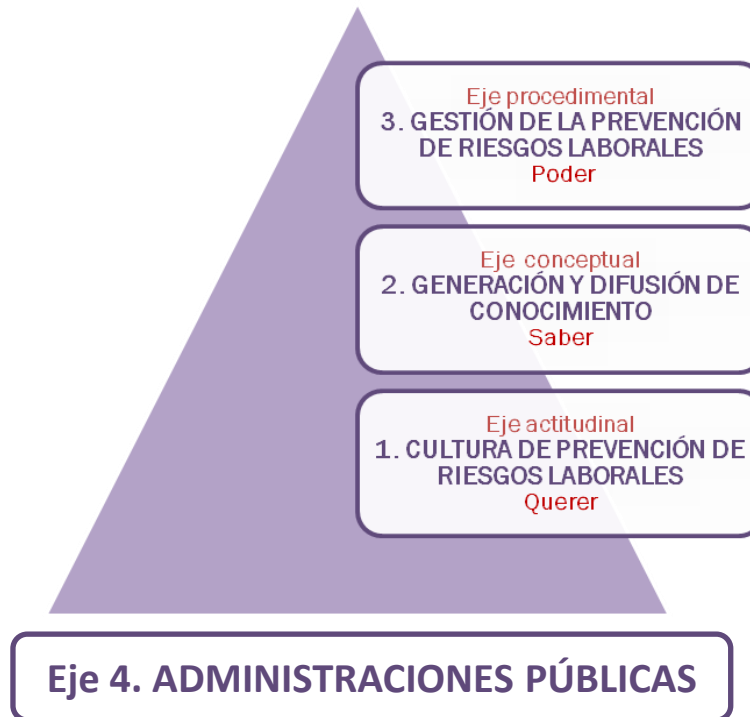 Eje procedimental
3. GESTIÓN DE LA PREVENCIÓN
DE RIESGOS LABORALES
Poder
Eje conceptual
2. GENERACIÓN Y DIFUSIÓN DE
CONOCIMIENTO
Saber
Eje actitudinal
1. CULTURA DE PREVENCIÓN DE
RIESGOS LABORALES
Querer
Eje 4. ADMINISTRACIONES PÚBLICAS